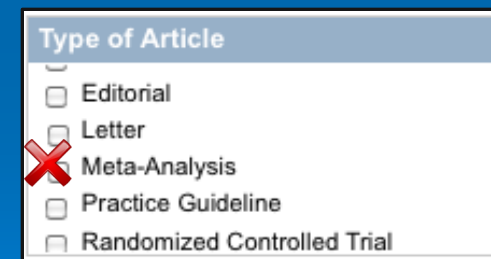 Type of Article
Editorial
Letter
Meta-Analysis
Practice Guideline
Randomized Controlled Trial